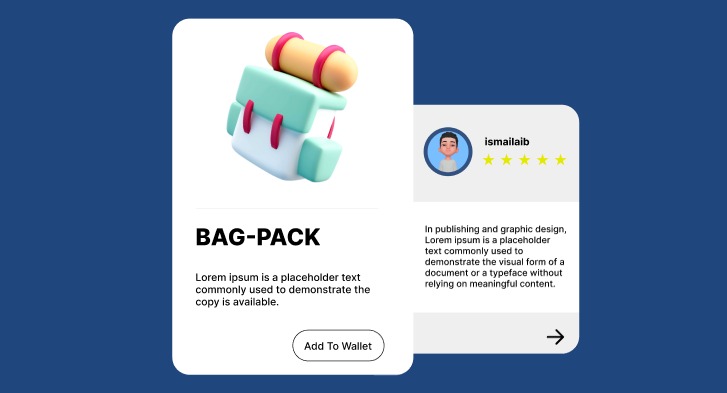 BAG-PACK
Lorem ipsum is a placeholder text
commonly used to demonstrate the
copy is available.
Add To Wallet
ismailaib
In publishing and graphic design,
Lorem ipsum is a placeholder
text commonly used to
demonstrate the visual form of a
document or a typeface without
relying on meaningful content.